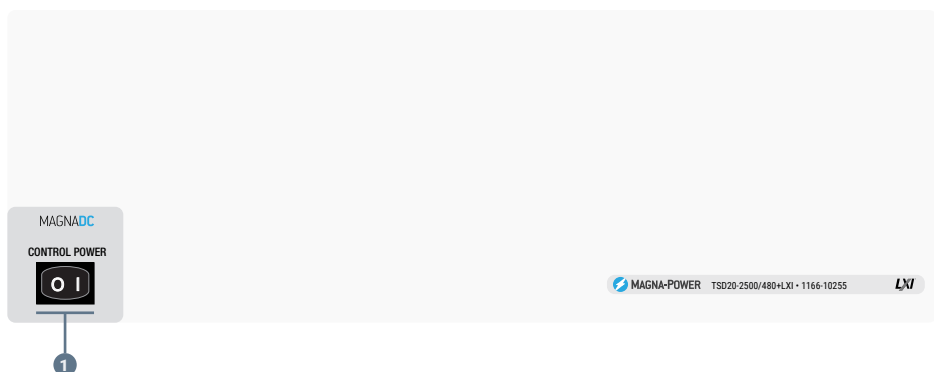 MAGNADC
CONTROL POWER
O I
MAGNA-POWER TSD20-2500/480+LXI • 1166-10255 LXI
1